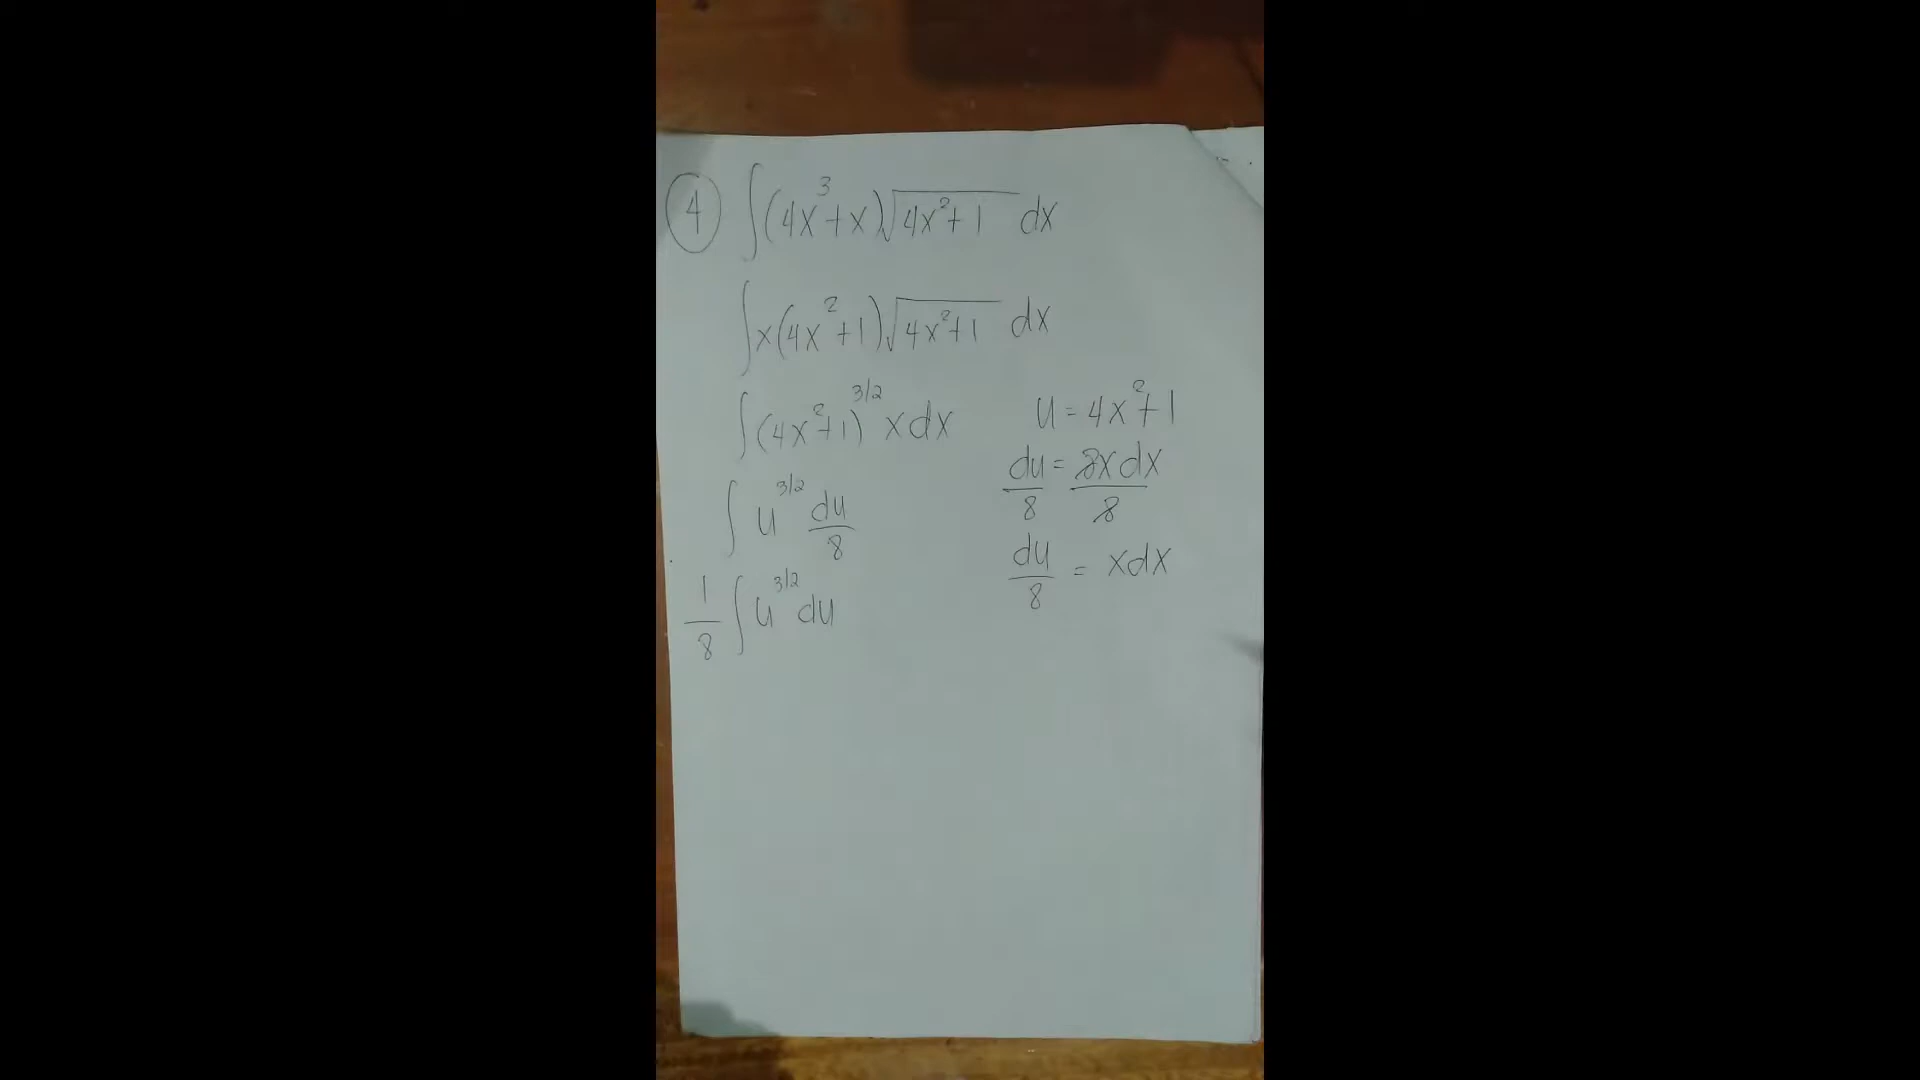 ④ ∫(4x³+x)√(4x²+1) dx
∫x(4x²+1)√(4x²+1) dx
∫(4x²+1)^(3/2) x dx
u = 4x²+1
du/8 = 8x dx/8
∫ u^(3/2) du/8
du/8 = x dx
1/8 ∫ u^(3/2) du